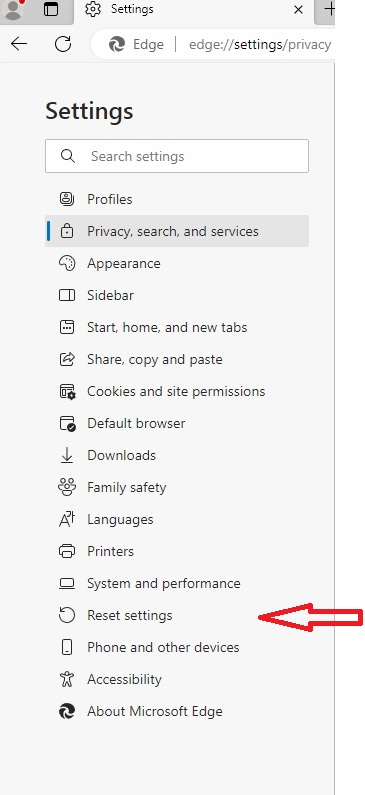 Settings
Edge
edge://settings/privacy
Settings
Search settings
Profiles
Privacy, search, and services
Appearance
Sidebar
Start, home, and new tabs
Share, copy and paste
Cookies and site permissions
Default browser
Downloads
Family safety
Languages
Printers
System and performance
Reset settings
Phone and other devices
Accessibility
About Microsoft Edge